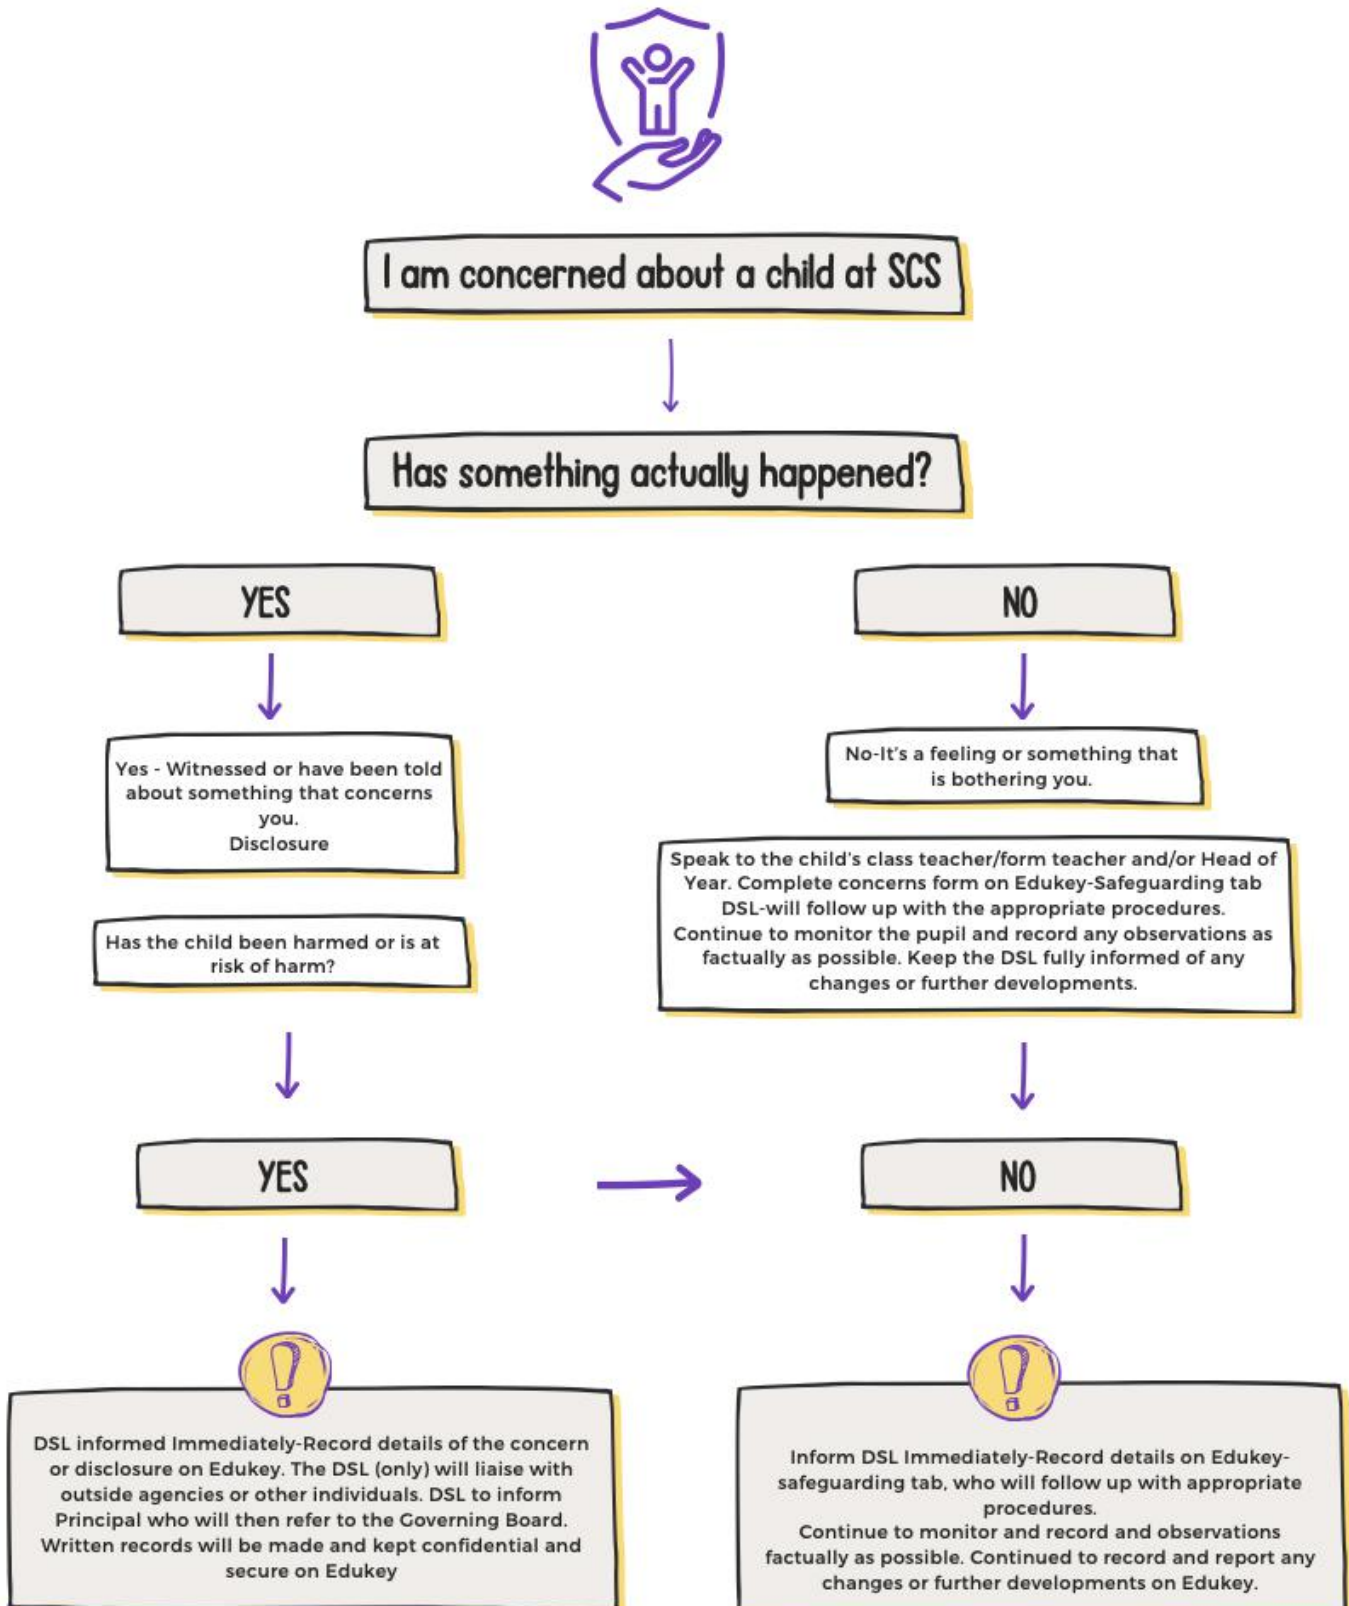 I am concerned about a child at SCS
Has something actually happened?
YES
NO
Yes - Witnessed or have been told
about something that concerns
you.
Disclosure
No-It's a feeling or something that
is bothering you.
Has the child been harmed or is at
risk of harm?
Speak to the child's class teacher/form teacher and/or Head of
Year. Complete concerns form on Edukey-Safeguarding tab
DSL-will follow up with the appropriate procedures.
Continue to monitor the pupil and record any observations as
factually as possible. Keep the DSL fully informed of any
changes or further developments.
YES
NO
DSL informed Immediately-Record details of the concern
or disclosure on Edukey. The DSL (only) will liaise with
outside agencies or other individuals. DSL to inform
Principal who will then refer to the Governing Board.
Written records will be made and kept confidential and
secure on Edukey
Inform DSL Immediately-Record details on Edukey-
safeguarding tab, who will follow up with appropriate
procedures.
Continue to monitor and record and observations
factually as possible. Continued to record and report any
changes or further developments on Edukey.